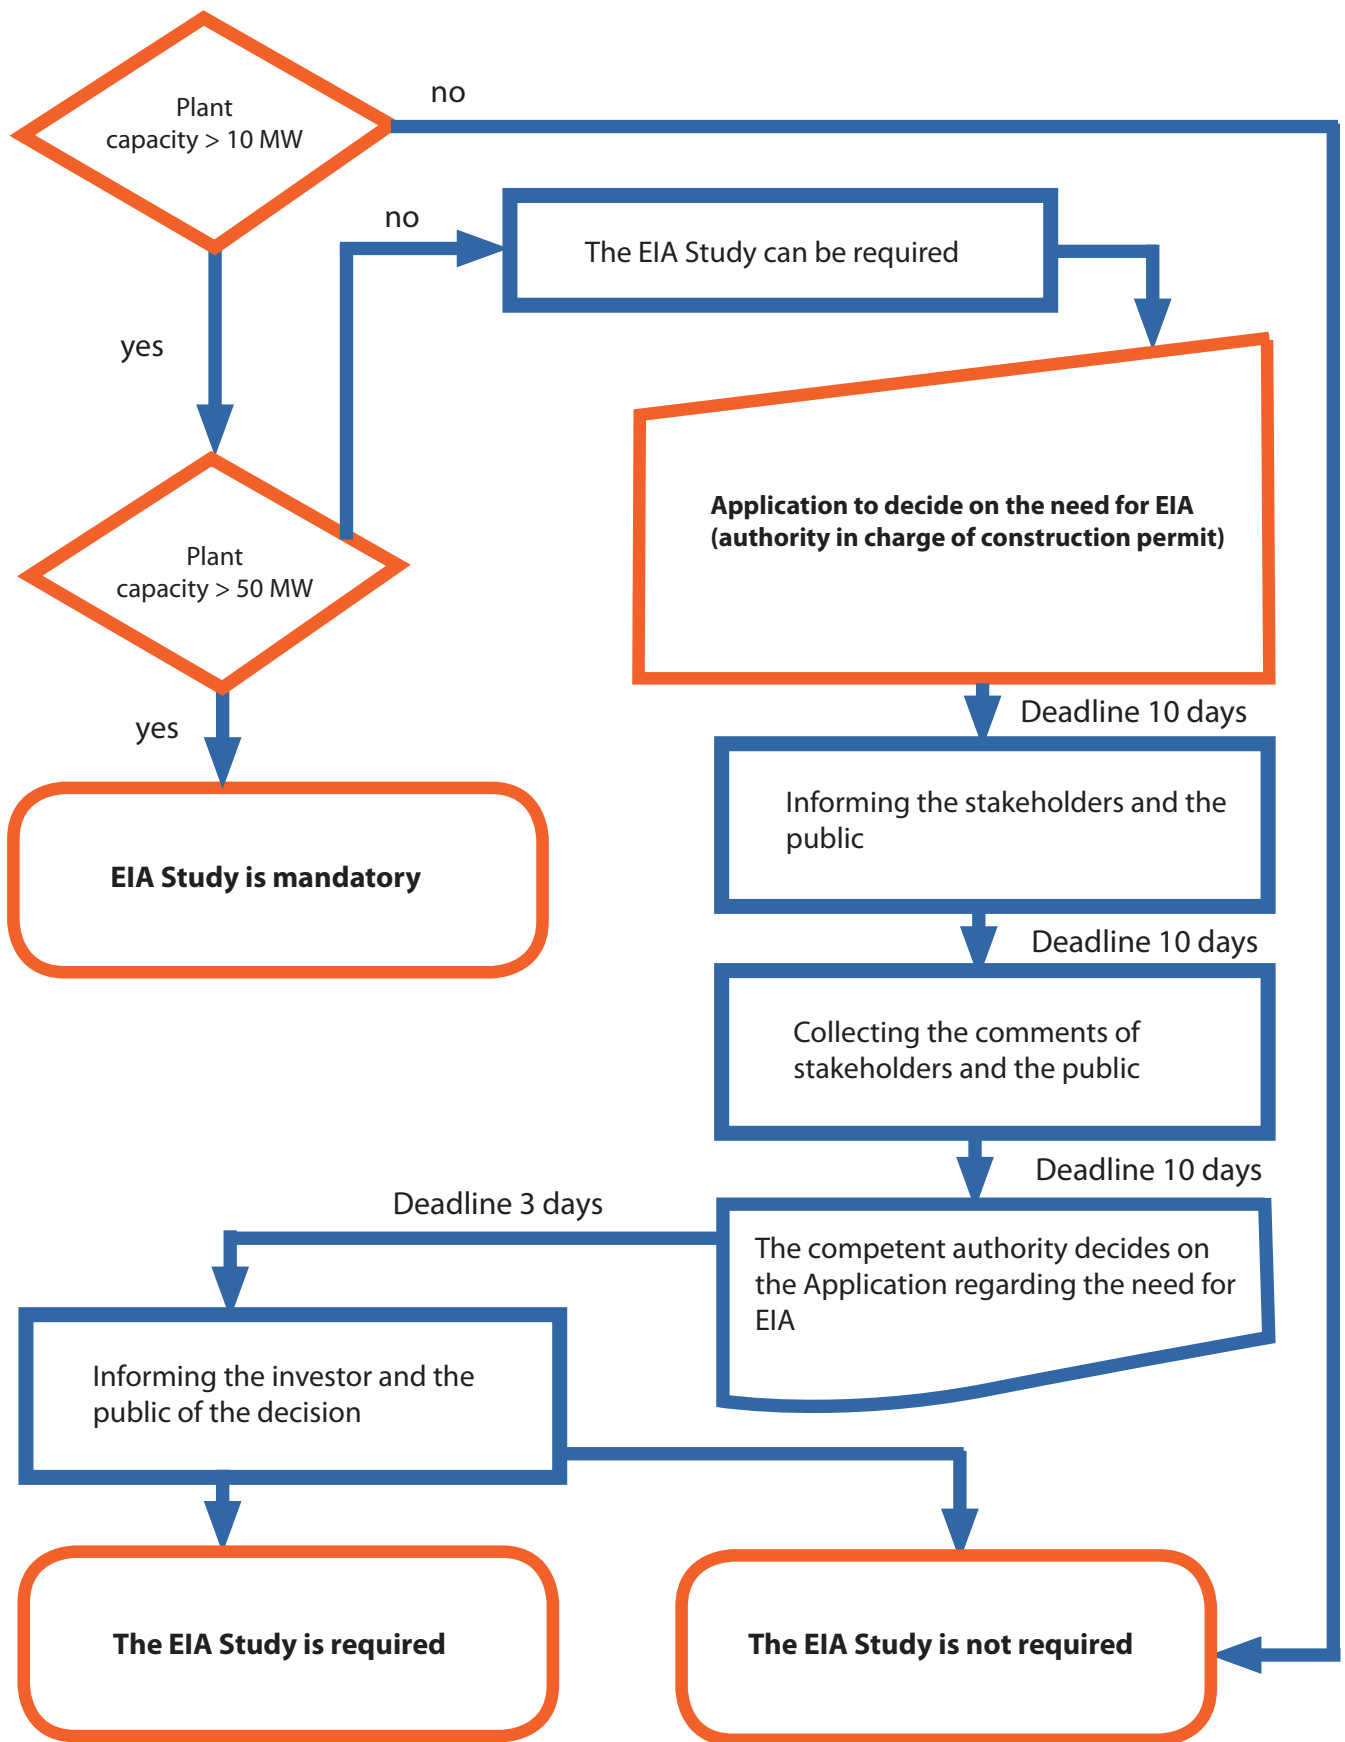 no
Plant
capacity > 10 MW
no
The EIA Study can be required
yes
Application to decide on the need for EIA
(authority in charge of construction permit)
Plant
capacity > 50 MW
yes
Deadline 10 days
Informing the stakeholders and the
public
EIA Study is mandatory
Deadline 10 days
Collecting the comments of
stakeholders and the public
Deadline 10 days
Deadline 3 days
The competent authority decides on
the Application regarding the need for
EIA
Informing the investor and the
public of the decision
The EIA Study is required
The EIA Study is not required